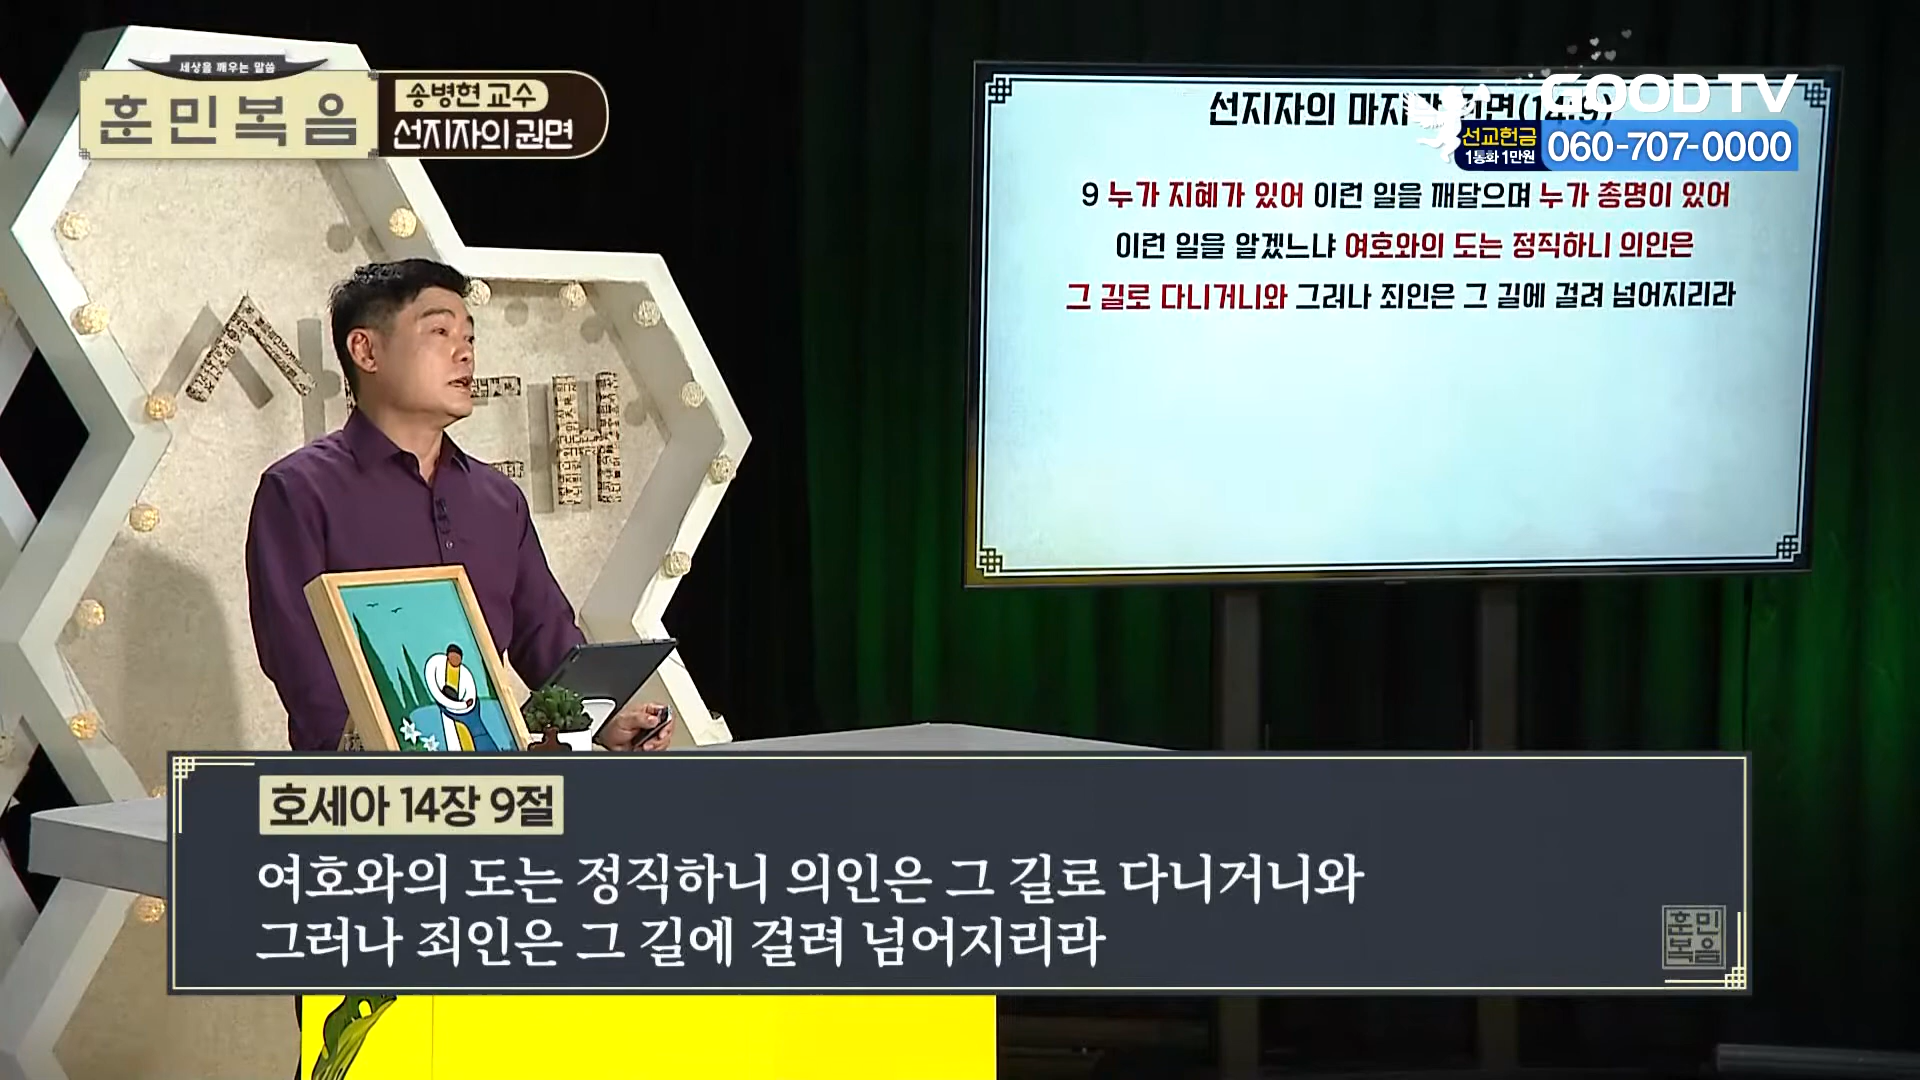 세상을 깨우는 말씀
훈민복음
송병현 교수
선지자의 권면
GOOD TV
선교헌금
1통화 1만원
060-707-0000
선지자의 권면(14:9)
9 누가 지혜가 있어 이런 일을 깨달으며 누가 총명이 있어
이런 일을 알겠느냐 여호와의 도는 정직하니 의인은
그 길로 다니거니와 그러나 죄인은 그 길에 걸려 넘어지리라
호세아 14장 9절
여호와의 도는 정직하니 의인은 그 길로 다니거니와
그러나 죄인은 그 길에 걸려 넘어지리라
훈민
복음